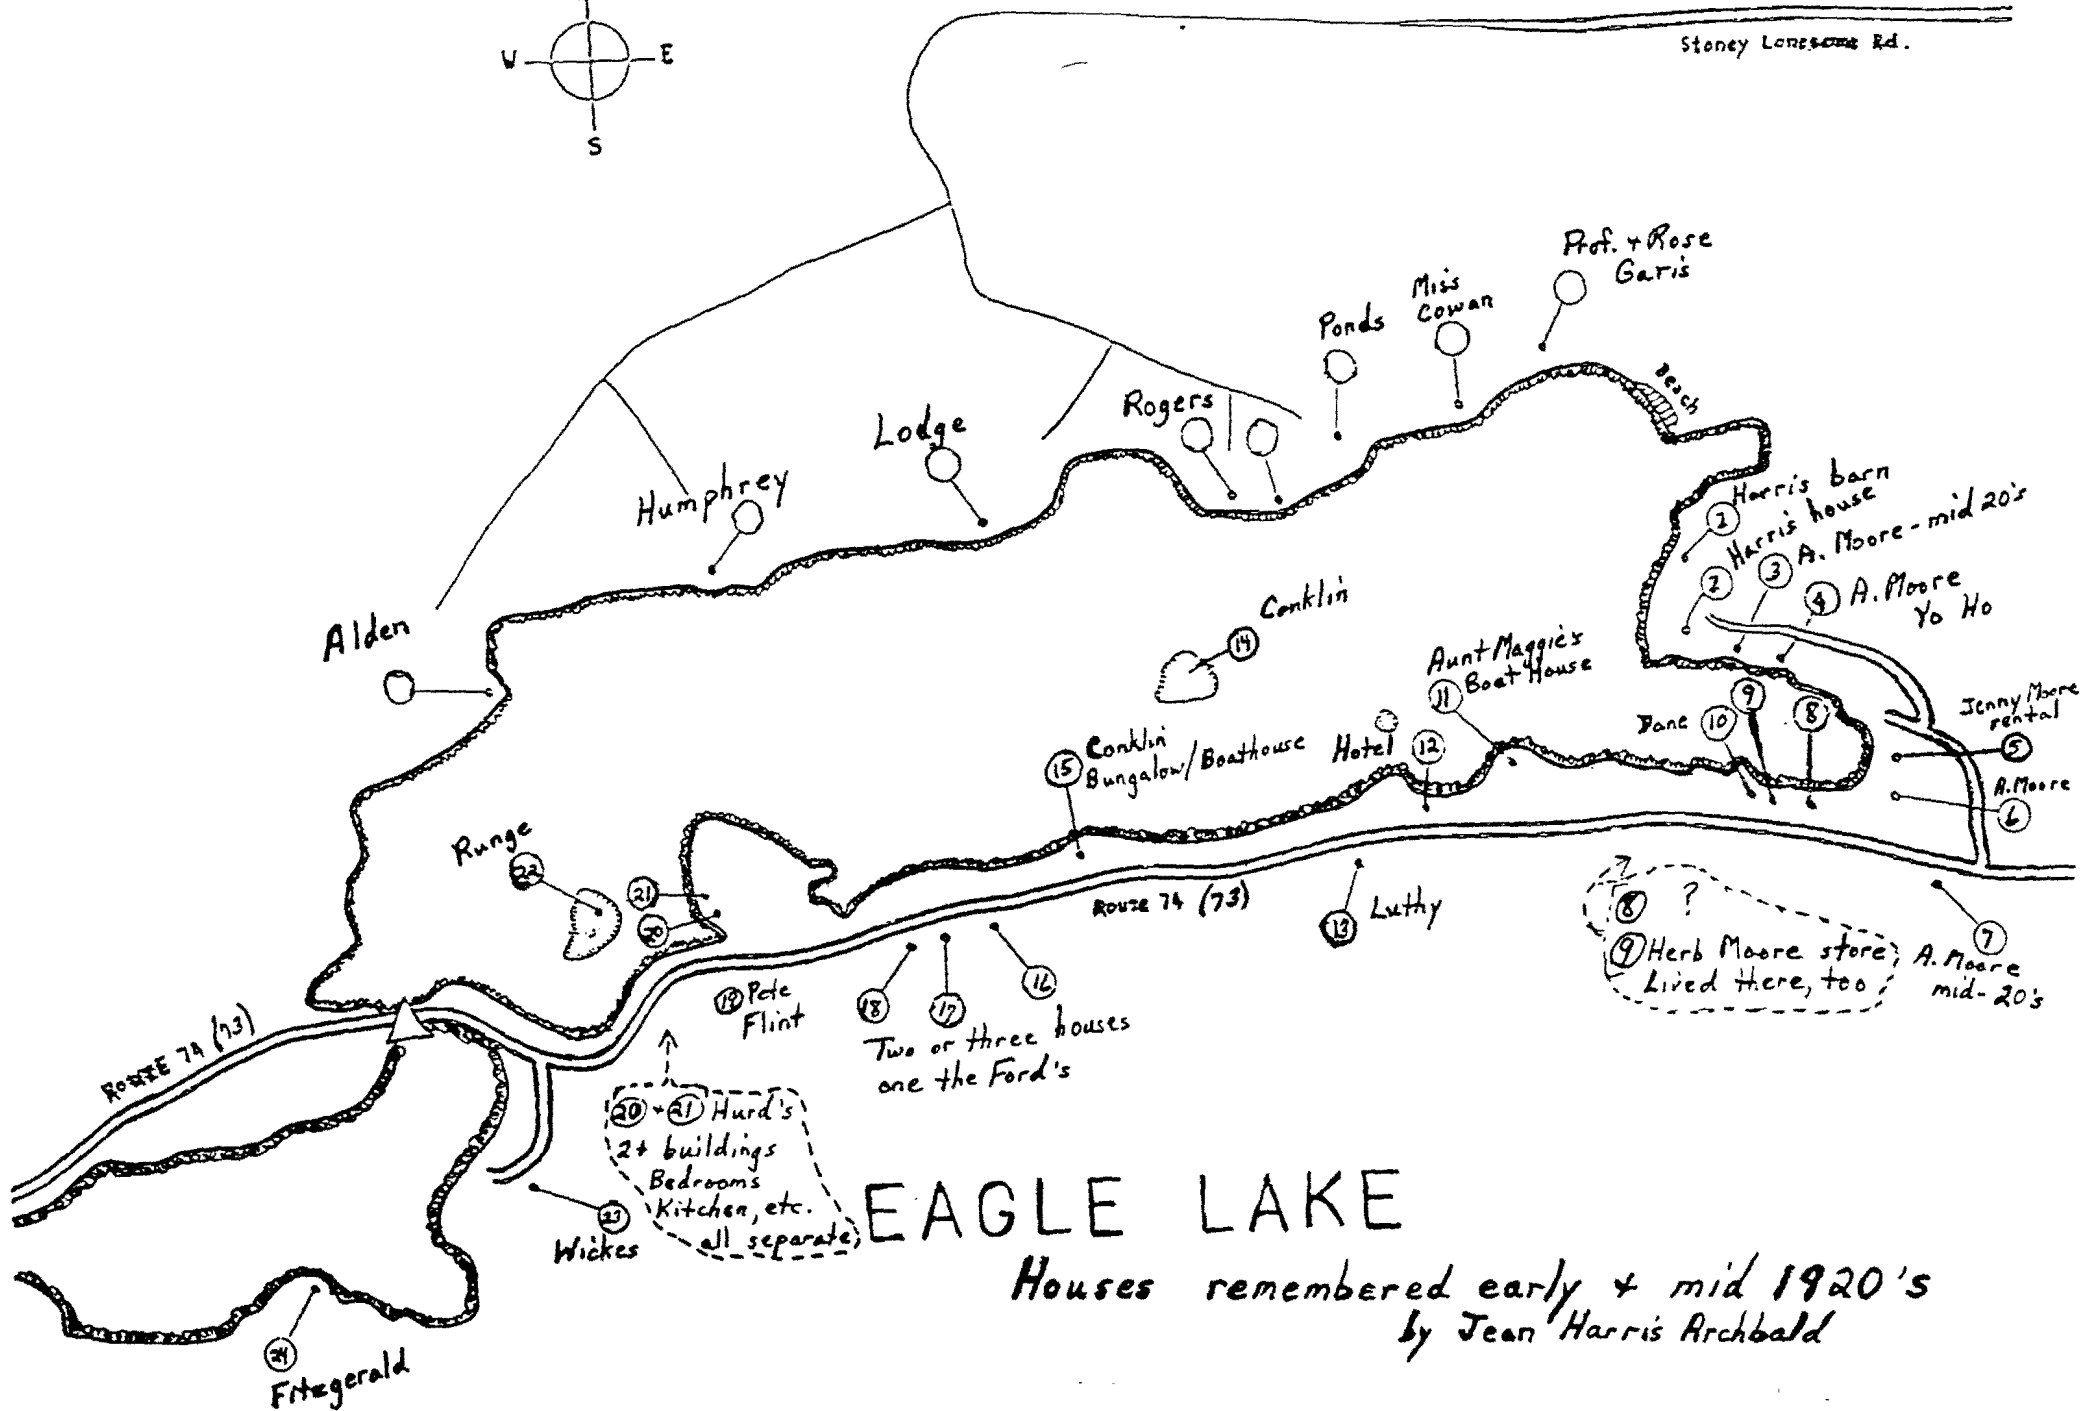 W E
S
Stoney Lonesome Rd.
Prof. + Rose
Garis
Miss
Cowan
Ponds
Beach
Rogers
Lodge
Humphrey
Alden
Harris barn
2
Harris house
2
A. Moore - mid 20's
3
A. Moore
Yo Ho
4
Conklin
14
Aunt Maggie's
Boat House
11
Jenny Moore
rental
5
A. Moore
6
Dane 10
9
8
Hotel 12
Conklin
15 Bungalow/Boathouse
Runge
22
21
20
Route 74 (73)
13 Luthy
8 ?
9 Herb Moore store,
Lived there, too
7
A. Moore
mid-20's
19 Pete
Flint
18 17 16
Two or three houses
one the Ford's
ROUTE 74 (73)
20 + 21 Hurd's
2+ buildings
Bedrooms
Kitchen, etc.
all separate
23
Wickes
24
Fitzgerald
EAGLE LAKE
Houses remembered early + mid 1920's
by Jean Harris Archbald